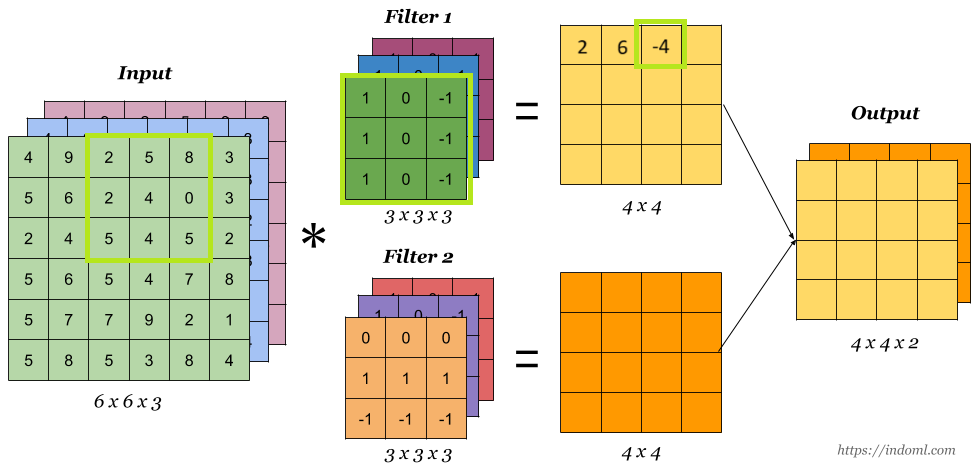 Filter 1
Input
Output
4 9 2 5 8 3
5 6 2 4 0 3
2 4 5 4 5 2
5 6 5 4 7 8
5 7 7 9 2 1
5 8 5 3 8 4
6 x 6 x 3
*
1 0 -1
1 0 -1
1 0 -1
3 x 3 x 3
=
2 6 -4
4 x 4
Filter 2
0 0 0
1 1 1
-1 -1 -1
3 x 3 x 3
=
4 x 4
4 x 4 x 2
https://indoml.com